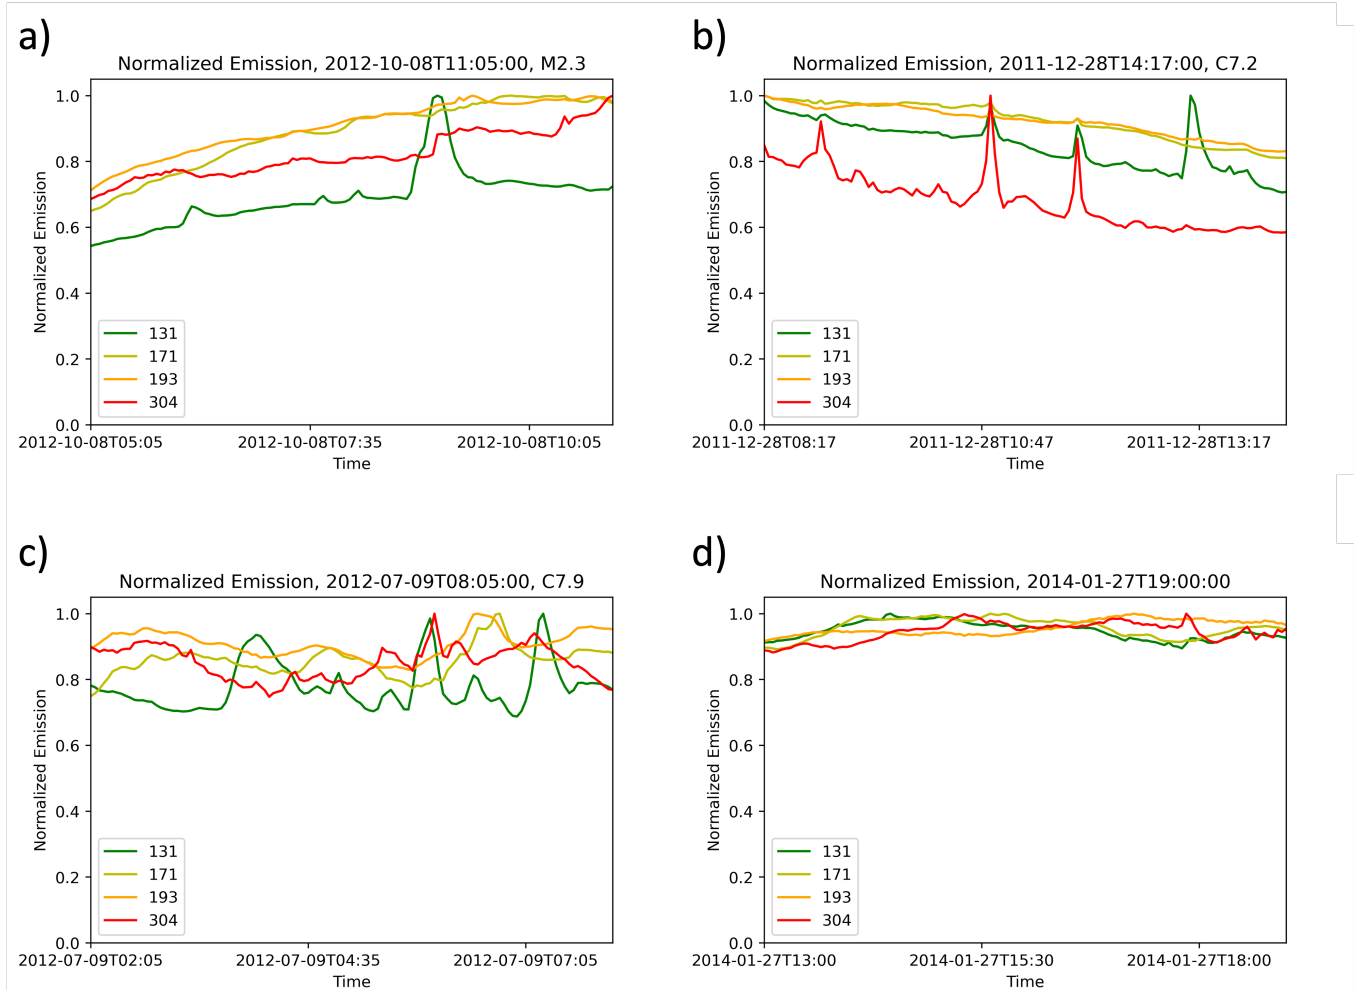 a)
Normalized Emission, 2012-10-08T11:05:00, M2.3
Normalized Emission
1.0
0.8
0.6
0.4
0.2
0.0
131
171
193
304
2012-10-08T05:05 2012-10-08T07:35 2012-10-08T10:05
Time
b)
Normalized Emission, 2011-12-28T14:17:00, C7.2
Normalized Emission
1.0
0.8
0.6
0.4
0.2
0.0
131
171
193
304
2011-12-28T08:17 2011-12-28T10:47 2011-12-28T13:17
Time
c)
Normalized Emission, 2012-07-09T08:05:00, C7.9
Normalized Emission
1.0
0.8
0.6
0.4
0.2
0.0
131
171
193
304
2012-07-09T02:05 2012-07-09T04:35 2012-07-09T07:05
Time
d)
Normalized Emission, 2014-01-27T19:00:00
Normalized Emission
1.0
0.8
0.6
0.4
0.2
0.0
131
171
193
304
2014-01-27T13:00 2014-01-27T15:30 2014-01-27T18:00
Time